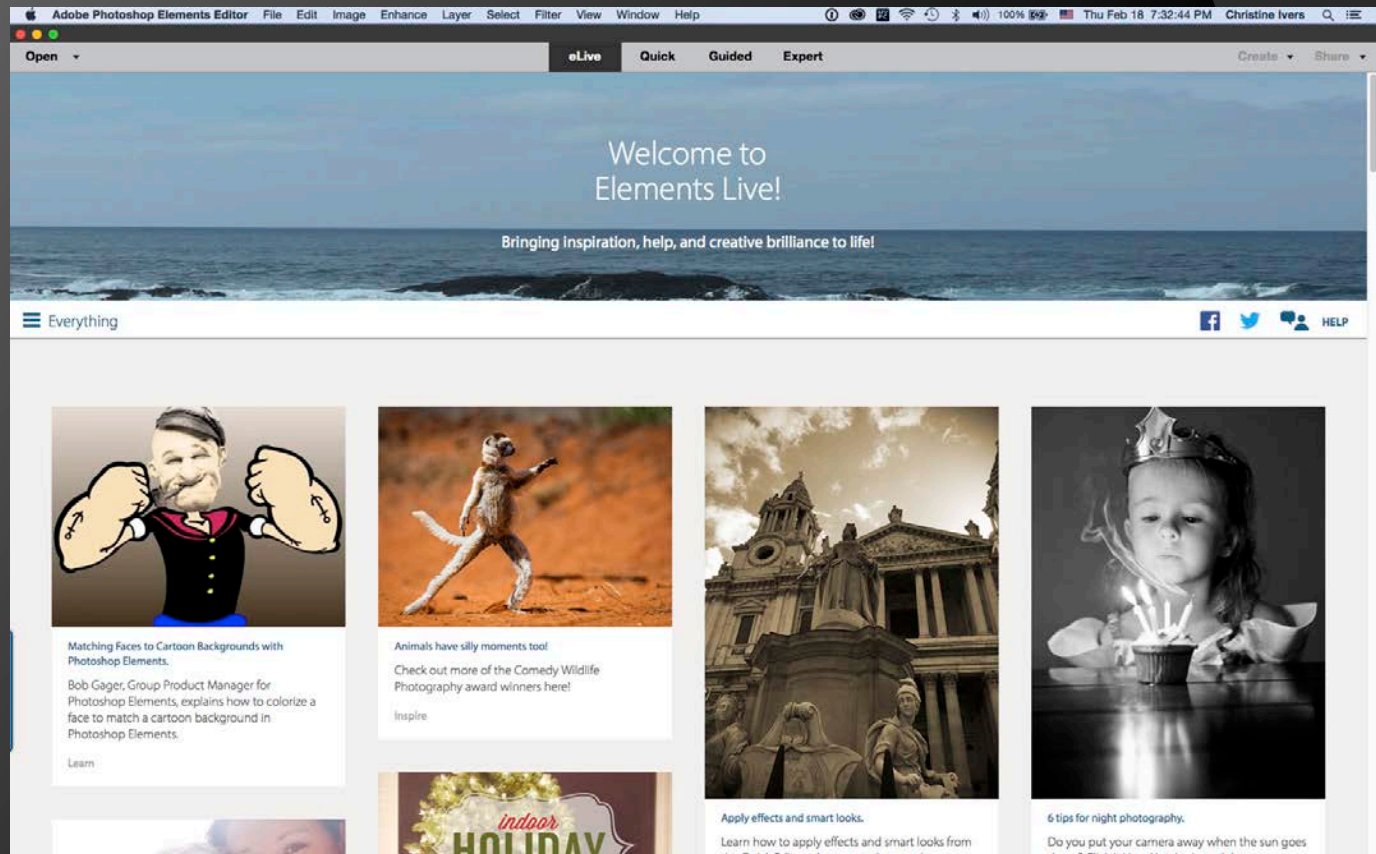 Adobe Photoshop Elements Editor File Edit Image Enhance Layer Select Filter View Window Help 100% Thu Feb 18 7:32:44 PM Christine Ivers
Open eLive Quick Guided Expert Create Share
Welcome to
Elements Live!
Bringing inspiration, help, and creative brilliance to life!
Everything HELP
Matching Faces to Cartoon Backgrounds with
Photoshop Elements.
Bob Gager, Group Product Manager for
Photoshop Elements, explains how to colorize a
face to match a cartoon background in
Photoshop Elements.
Learn
Animals have silly moments too!
Check out more of the Comedy Wildlife
Photography award winners here!
Inspire
indoor
HOLIDAY
Apply effects and smart looks.
Learn how to apply effects and smart looks from
6 tips for night photography.
Do you put your camera away when the sun goes